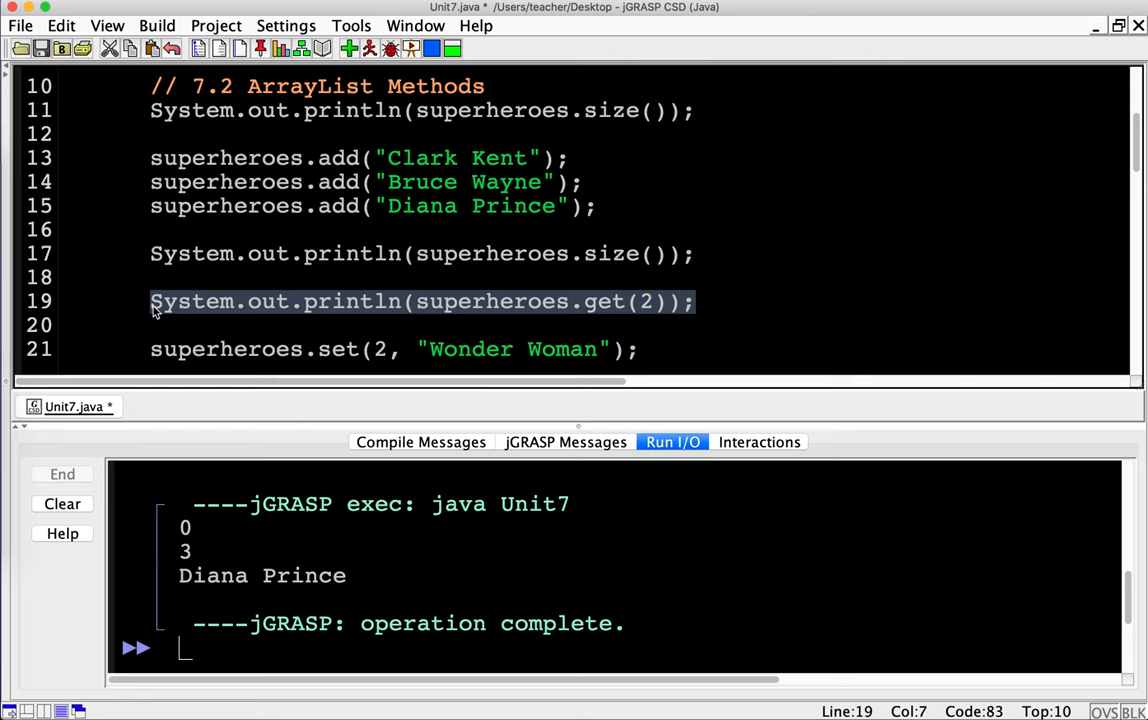 Unit7.java * /Users/teacher/Desktop - jGRASP CSD (Java)
File Edit View Build Project Settings Tools Window Help
10 // 7.2 ArrayList Methods
11 System.out.println(superheroes.size());
12
13 superheroes.add("Clark Kent");
14 superheroes.add("Bruce Wayne");
15 superheroes.add("Diana Prince");
16
17 System.out.println(superheroes.size());
18
19 System.out.println(superheroes.get(2));
20
21 superheroes.set(2, "Wonder Woman");
Unit7.java *
Compile Messages jGRASP Messages Run I/O Interactions
End
Clear
Help
----jGRASP exec: java Unit7
0
3
Diana Prince
----jGRASP: operation complete.
Line:19 Col:7 Code:83 Top:10 OVS BLK